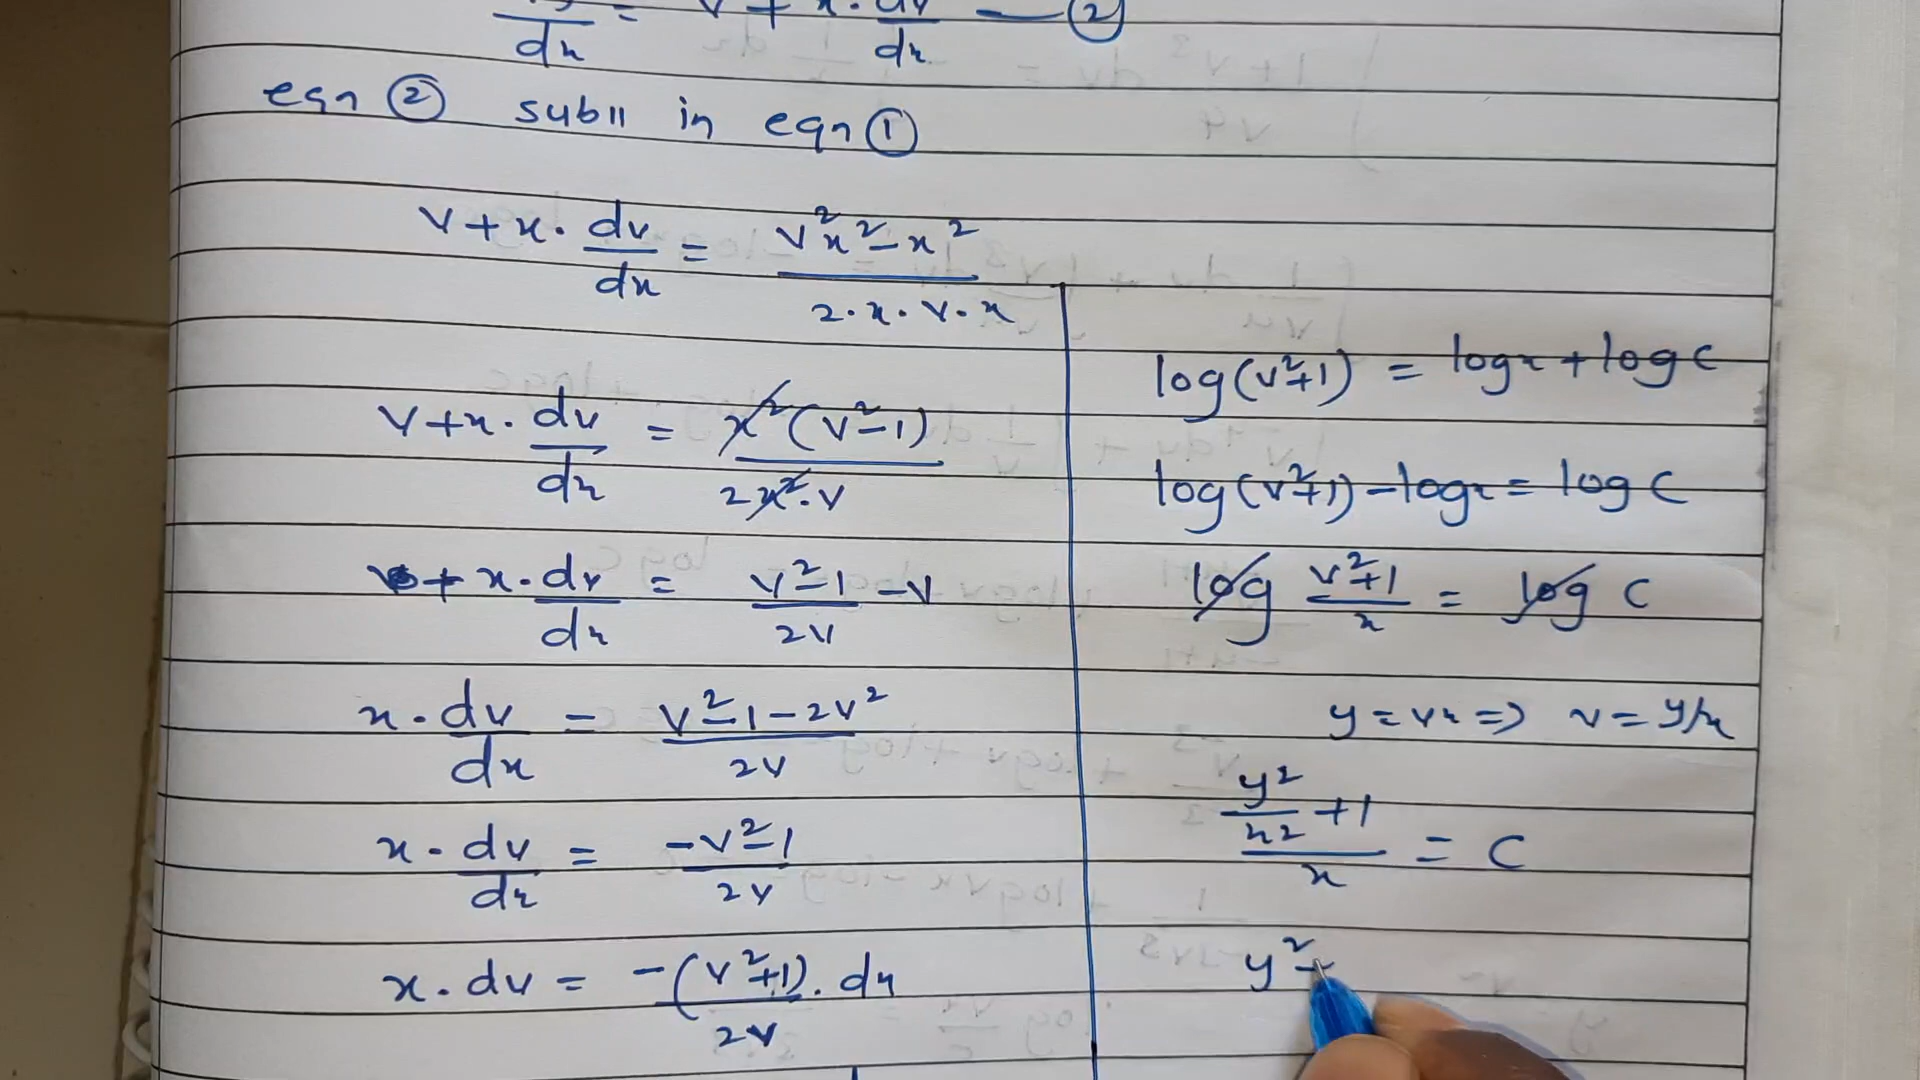 dy/dx = v + x. dv/dx — ②
eqn ② sub11 in eqn ①
v + x. dv/dx = v²x² - x² / 2.x.v.x
v + x. dv/dx = x²(v²-1) / 2x².v
v + x. dv/dx = v²-1 / 2v - v
x. dv/dx = v²-1-2v² / 2v
x. dv/dx = -v²-1 / 2v
x. dv = -(v²+1) / 2v . dx
log(v²+1) = logx + log c
log(v²+1) - logx = log c
log v²+1 / x = log c
y = vx => v = y/x
y²/x² + 1 / x = c
y²